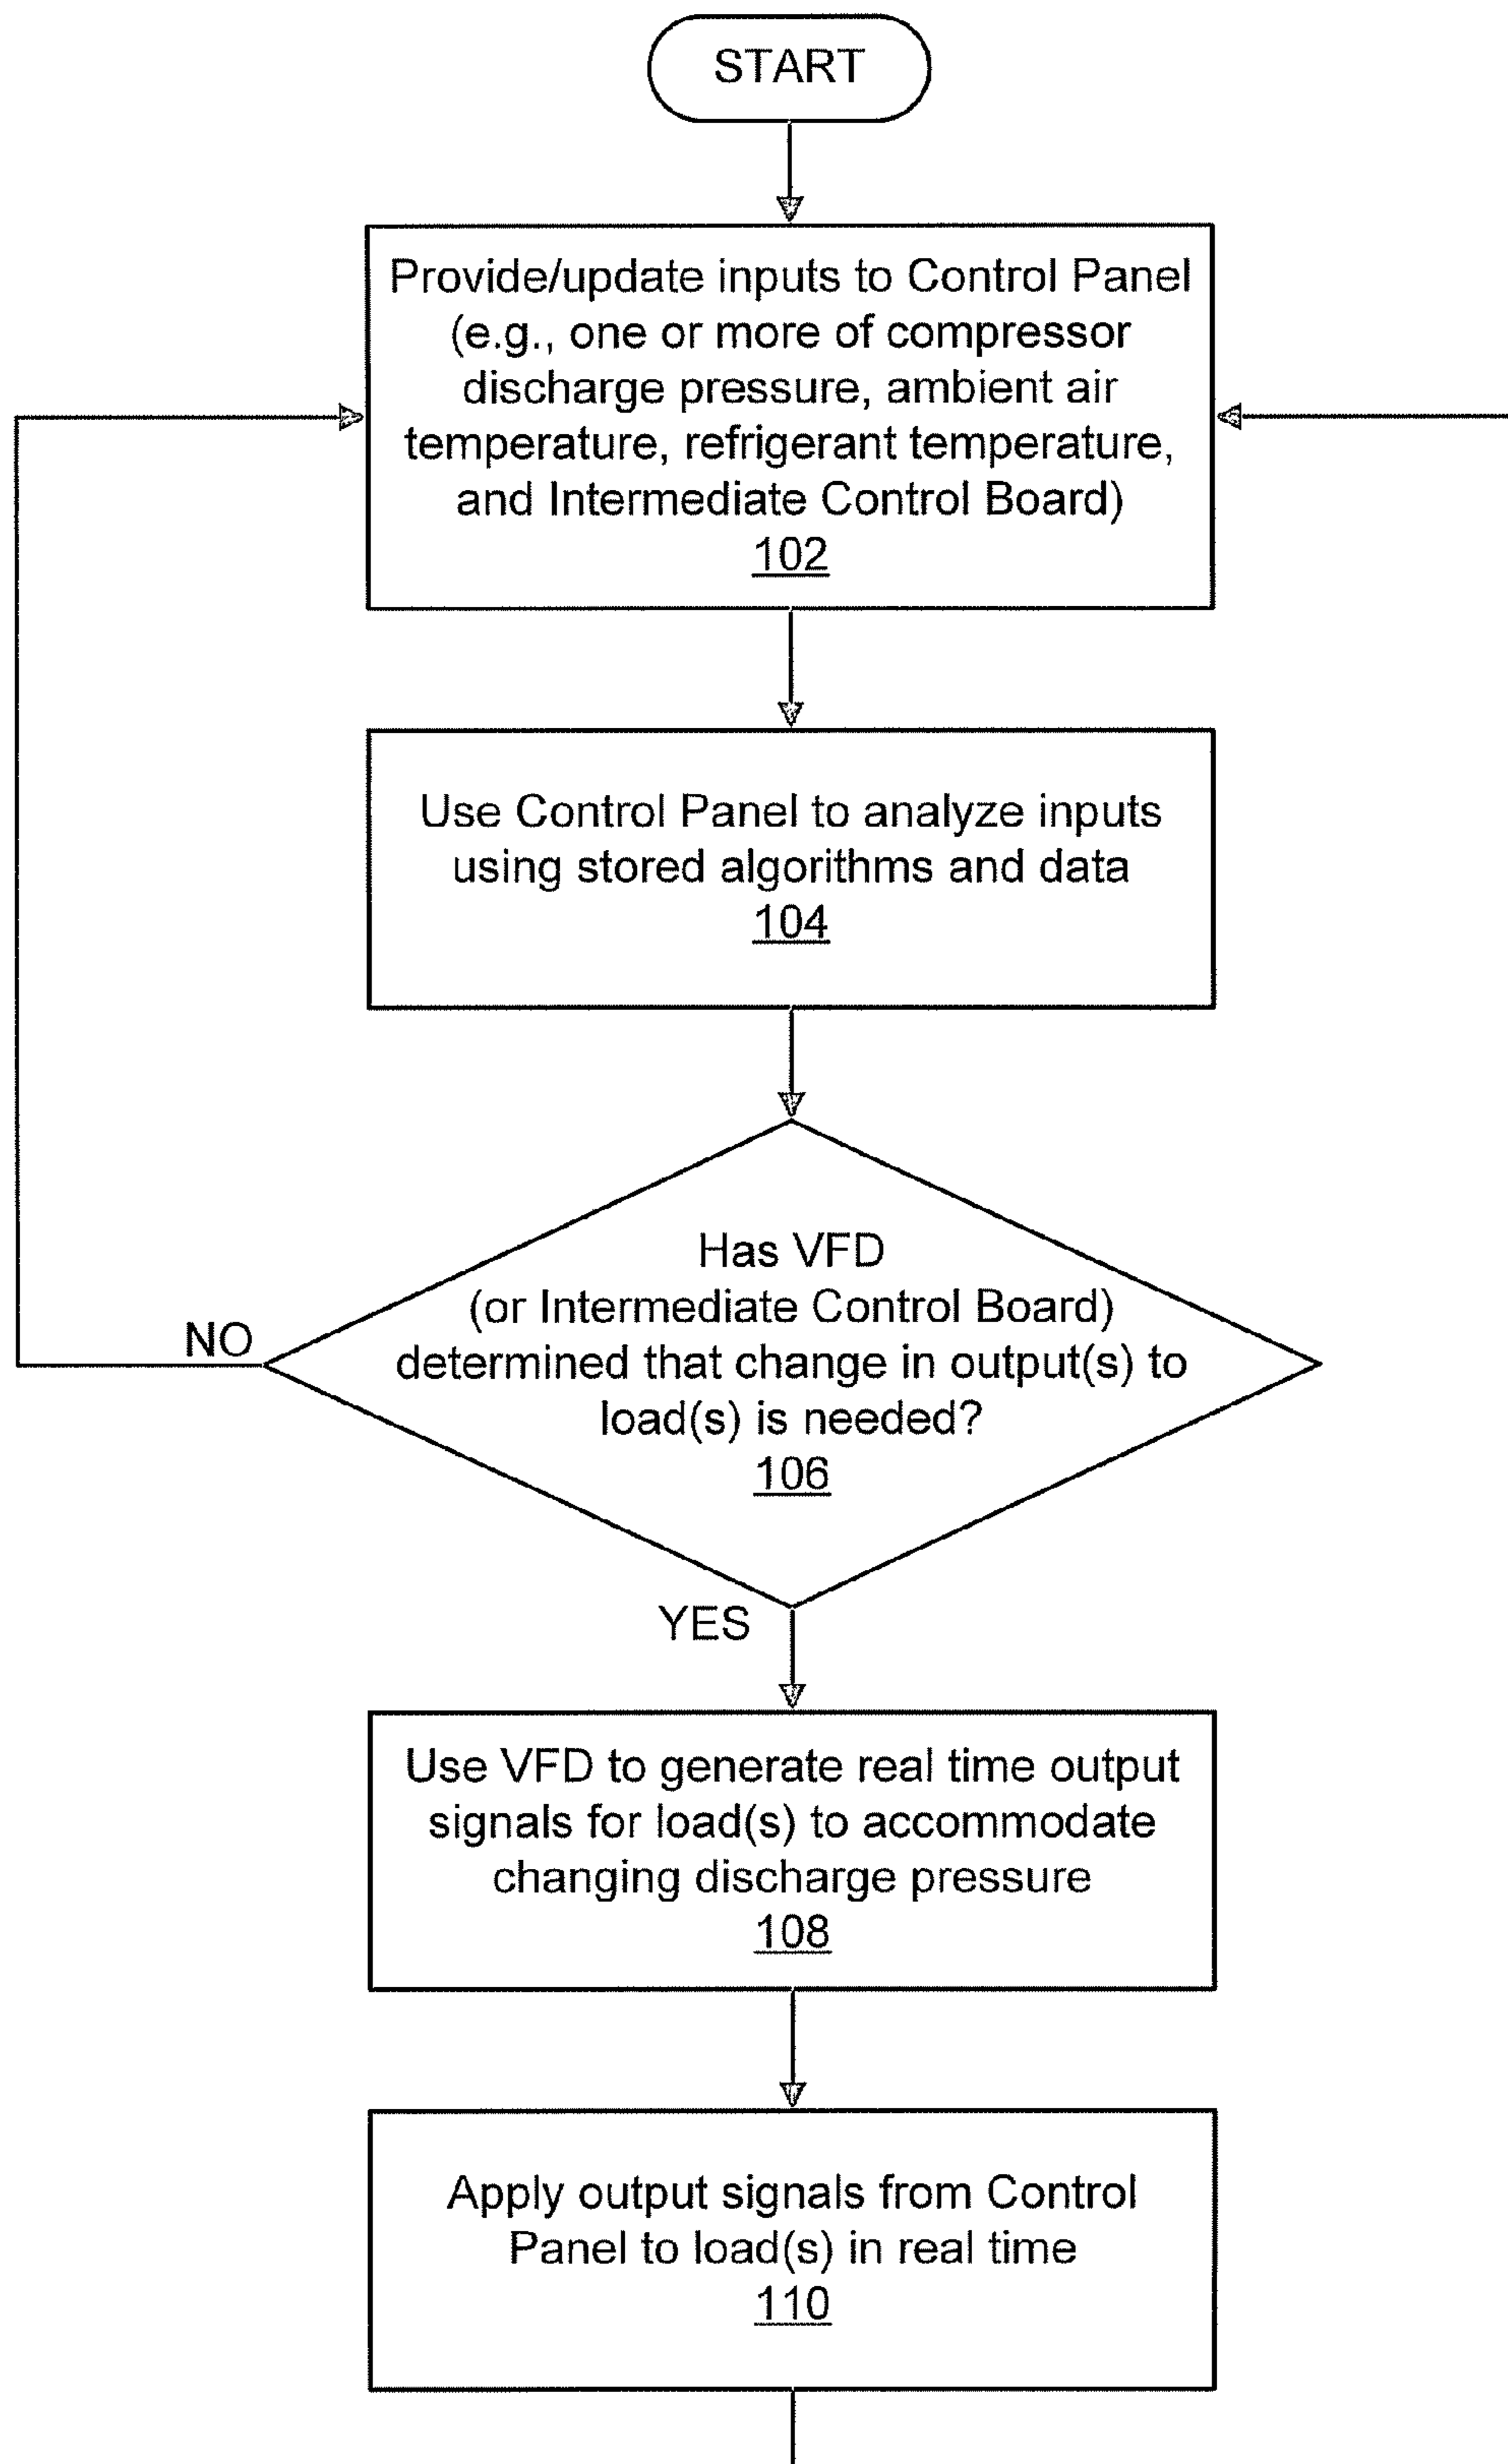 START
Provide/update inputs to Control Panel
(e.g., one or more of compressor
discharge pressure, ambient air
temperature, refrigerant temperature,
and Intermediate Control Board)
102
Use Control Panel to analyze inputs
using stored algorithms and data
104
Has VFD
(or Intermediate Control Board)
determined that change in output(s) to
load(s) is needed?
106
NO
YES
Use VFD to generate real time output
signals for load(s) to accommodate
changing discharge pressure
108
Apply output signals from Control
Panel to load(s) in real time
110